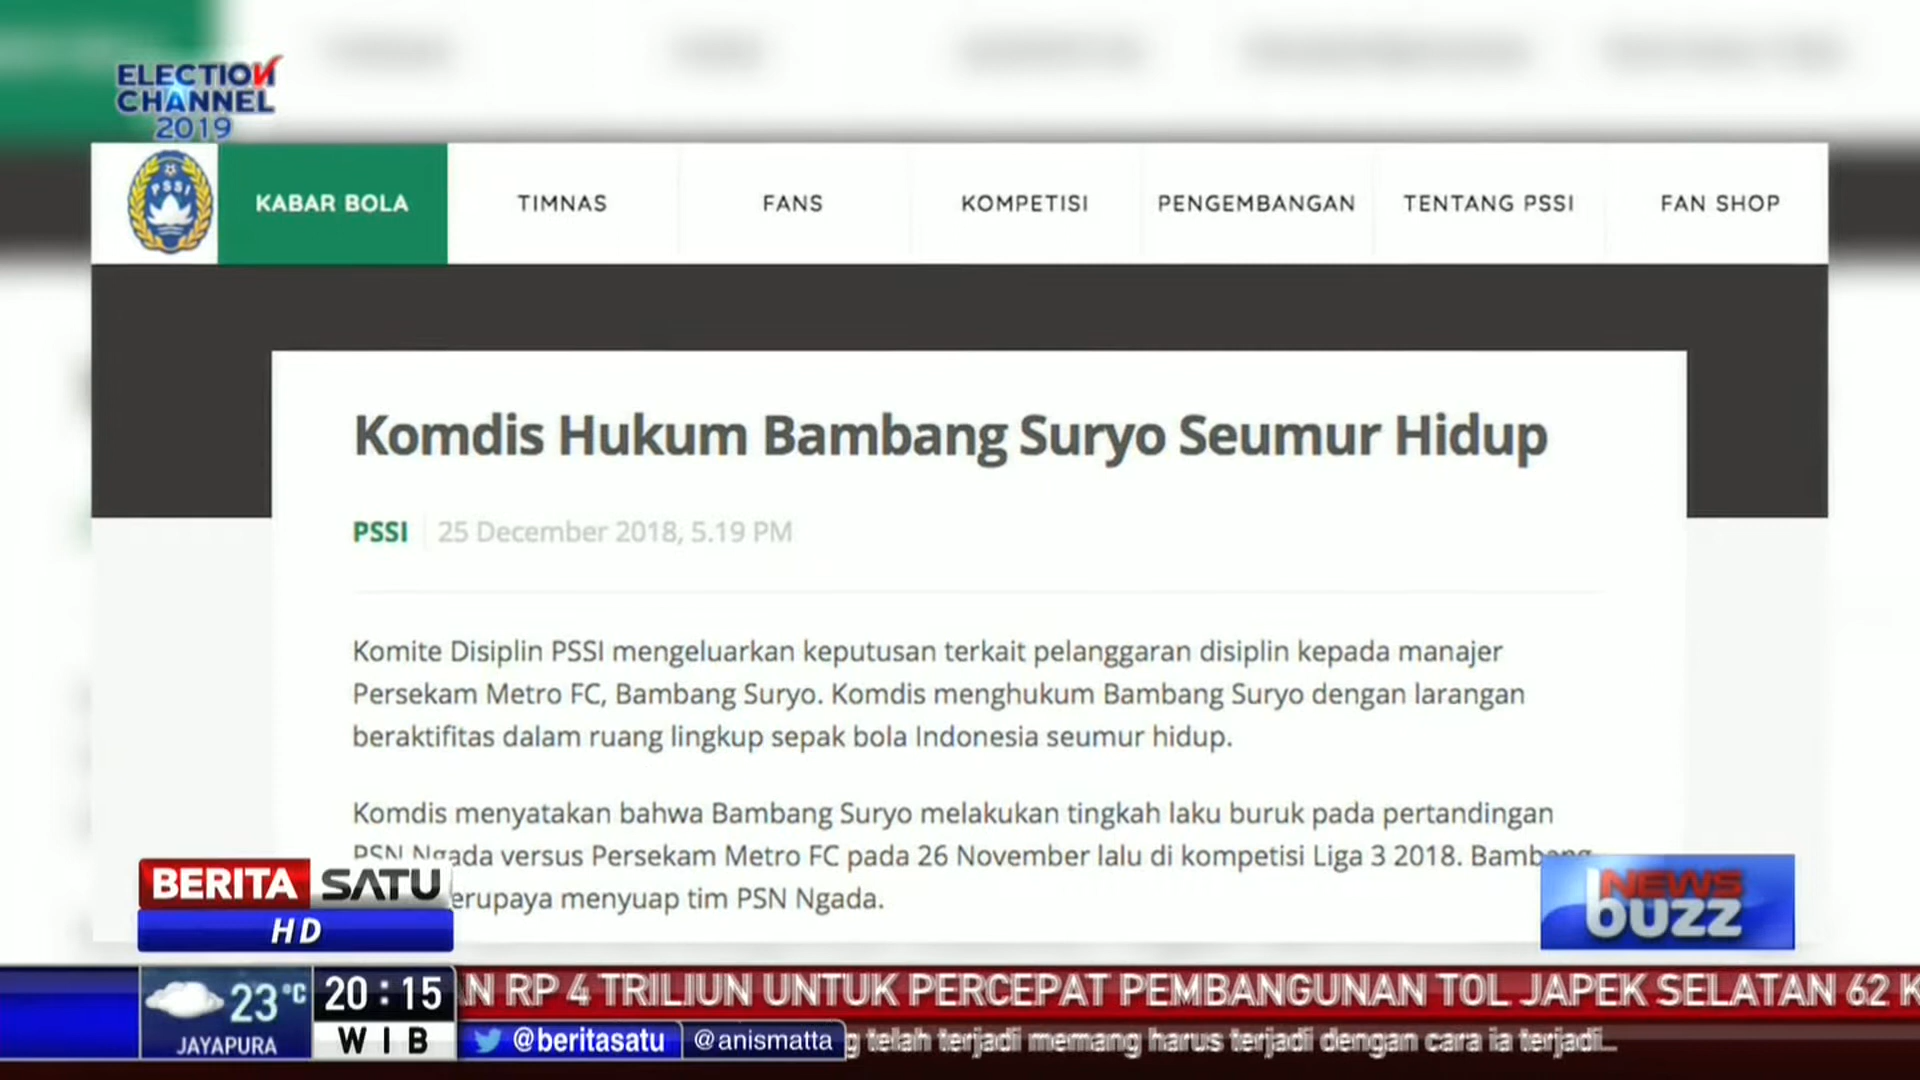 ELECTION
CHANNEL
2019
PSSI
KABAR BOLA
TIMNAS
FANS
KOMPETISI
PENGEMBANGAN
TENTANG PSSI
FAN SHOP
Komdis Hukum Bambang Suryo Seumur Hidup
PSSI 25 December 2018, 5.19 PM
Komite Disiplin PSSI mengeluarkan keputusan terkait pelanggaran disiplin kepada manajer
Persekam Metro FC, Bambang Suryo. Komdis menghukum Bambang Suryo dengan larangan
beraktifitas dalam ruang lingkup sepak bola Indonesia seumur hidup.
Komdis menyatakan bahwa Bambang Suryo melakukan tingkah laku buruk pada pertandingan
PSN Ngada versus Persekam Metro FC pada 26 November lalu di kompetisi Liga 3 2018. Bambang
erupaya menyuap tim PSN Ngada.
BERITA SATU
HD
NEWS
buzz
23°C
JAYAPURA
20:15
WIB
AN RP 4 TRILIUN UNTUK PERCEPAT PEMBANGUNAN TOL JAPEK SELATAN 62 K
@beritasatu
@anismatta
g telah terjadi memang harus terjadi dengan cara ia terjadi...